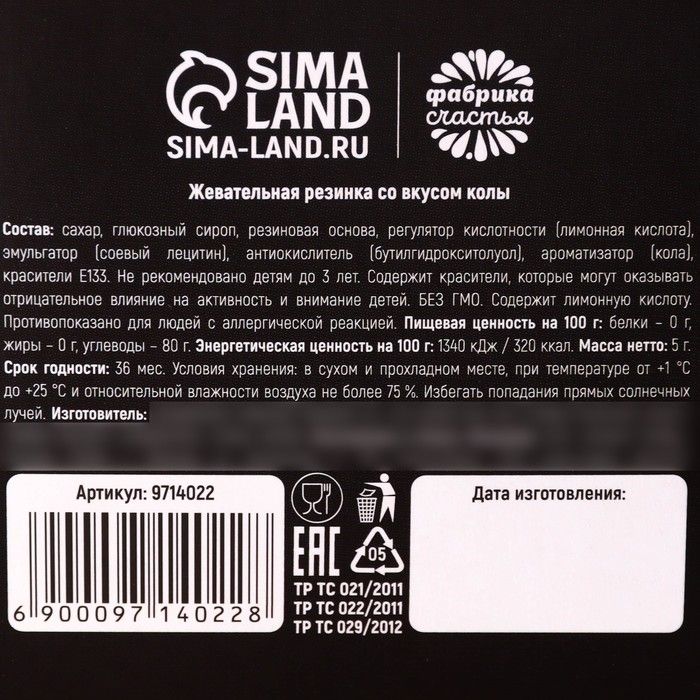 SIMA
LAND
SIMA-LAND.RU
фабрика
счастья
Жевательная резинка со вкусом колы
Состав: сахар, глюкозный сироп, резиновая основа, регулятор кислотности (лимонная кислота),
эмульгатор (соевый лецитин), антиокислитель (бутилгидрокситолуол), ароматизатор (кола),
красители Е133. Не рекомендовано детям до 3 лет. Содержит красители, которые могут оказывать
отрицательное влияние на активность и внимание детей. БЕЗ ГМО. Содержит лимонную кислоту.
Противопоказано для людей с аллергической реакцией. Пищевая ценность на 100 г: белки – 0 г,
жиры – 0 г, углеводы – 80 г. Энергетическая ценность на 100 г: 1340 кДж / 320 ккал. Масса нетто: 5 г.
Срок годности: 36 мес. Условия хранения: в сухом и прохладном месте, при температуре от +1 °С
до +25 °С и относительной влажности воздуха не более 75 %. Избегать попадания прямых солнечных
лучей. Изготовитель:
Артикул: 9714022
6 900097 140228
EAC
05
ТР ТС 021/2011
ТР ТС 022/2011
ТР ТС 029/2012
Дата изготовления: